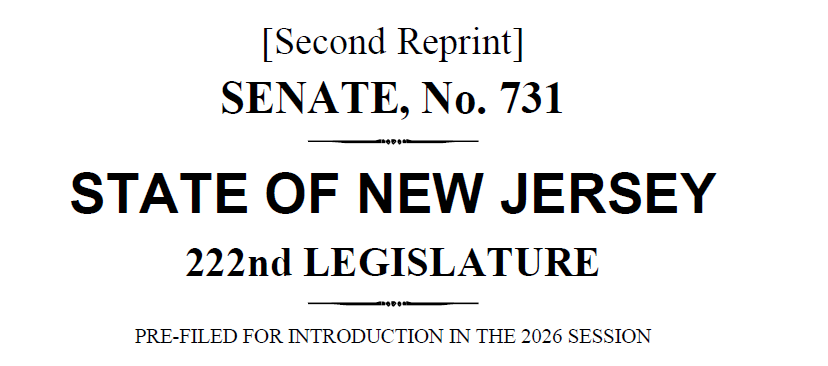 [Second Reprint]
SENATE, No. 731
STATE OF NEW JERSEY
222nd LEGISLATURE
PRE-FILED FOR INTRODUCTION IN THE 2026 SESSION